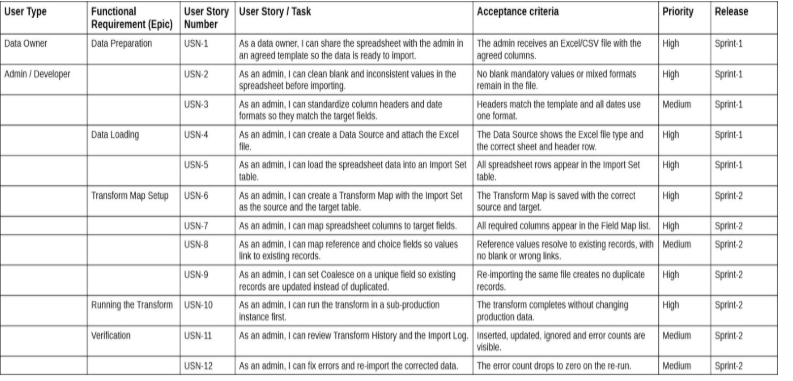 User Type Functional Requirement (Epic) User Story Number User Story / Task Acceptance criteria Priority Release
Data Owner Data Preparation USN-1 As a data owner, I can share the spreadsheet with the admin in an agreed template so the data is ready to import. The admin receives an Excel/CSV file with the agreed columns. High Sprint-1
Admin / Developer USN-2 As an admin, I can clean blank and inconsistent values in the spreadsheet before importing. No blank mandatory values or mixed formats remain in the file. High Sprint-1
USN-3 As an admin, I can standardize column headers and date formats so they match the target fields. Headers match the template and all dates use one format. Medium Sprint-1
Data Loading USN-4 As an admin, I can create a Data Source and attach the Excel file. The Data Source shows the Excel file type and the correct sheet and header row. High Sprint-1
USN-5 As an admin, I can load the spreadsheet data into an Import Set table. All spreadsheet rows appear in the Import Set table. High Sprint-1
Transform Map Setup USN-6 As an admin, I can create a Transform Map with the Import Set as the source and the target table. The Transform Map is saved with the correct source and target. High Sprint-2
USN-7 As an admin, I can map spreadsheet columns to target fields. All required columns appear in the Field Map list. High Sprint-2
USN-8 As an admin, I can map reference and choice fields so values link to existing records. Reference values resolve to existing records, with no blank or wrong links. Medium Sprint-2
USN-9 As an admin, I can set Coalesce on a unique field so existing records are updated instead of duplicated. Re-importing the same file creates no duplicate records. High Sprint-2
Running the Transform USN-10 As an admin, I can run the transform in a sub-production instance first. The transform completes without changing production data. High Sprint-2
Verification USN-11 As an admin, I can review Transform History and the Import Log. Inserted, updated, ignored and error counts are visible. Medium Sprint-2
USN-12 As an admin, I can fix errors and re-import the corrected data. The error count drops to zero on the re-run. Medium Sprint-2